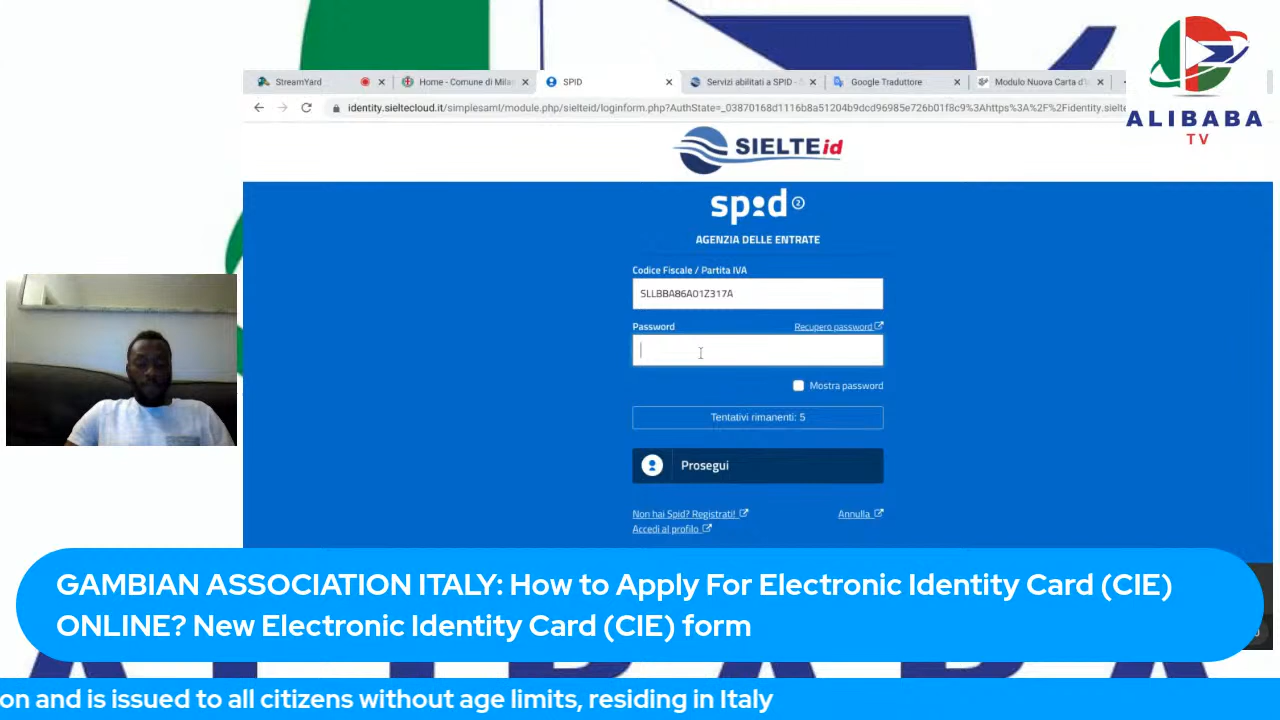 StreamYard
Home - Comune di Mila
SPID
Servizi abilitati a SPID -
Google Traduttore
Modulo Nuova Carta d'
identity.sieltecloud.it/simplesaml/module.php/sielteid/loginform.php?AuthState=_03870168d1116b8a51204b9dcd96985e726b01f8c9%3Ahttps%3A%2F%2Fidentity.sielte
ALIBABA
TV
SIELTEid
spid 2
AGENZIA DELLE ENTRATE
Codice Fiscale / Partita IVA
SLLBBA86A01Z317A
Password
Recupero password
Mostra password
Tentativi rimanenti: 5
Prosegui
Non hai Spid? Registrati!
Annulla
Accedi al profilo
GAMBIAN ASSOCIATION ITALY: How to Apply For Electronic Identity Card (CIE)
ONLINE? New Electronic Identity Card (CIE) form
on and is issued to all citizens without age limits, residing in Italy